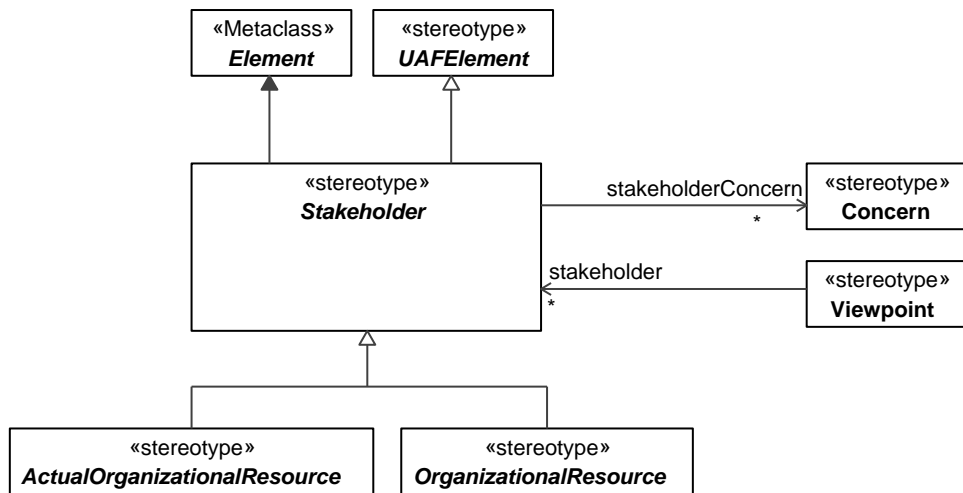 «Metaclass»
Element
«stereotype»
UAFElement
«stereotype»
Stakeholder
stakeholderConcern
*
«stereotype»
Concern
stakeholder
*
«stereotype»
Viewpoint
«stereotype»
ActualOrganizationalResource
«stereotype»
OrganizationalResource